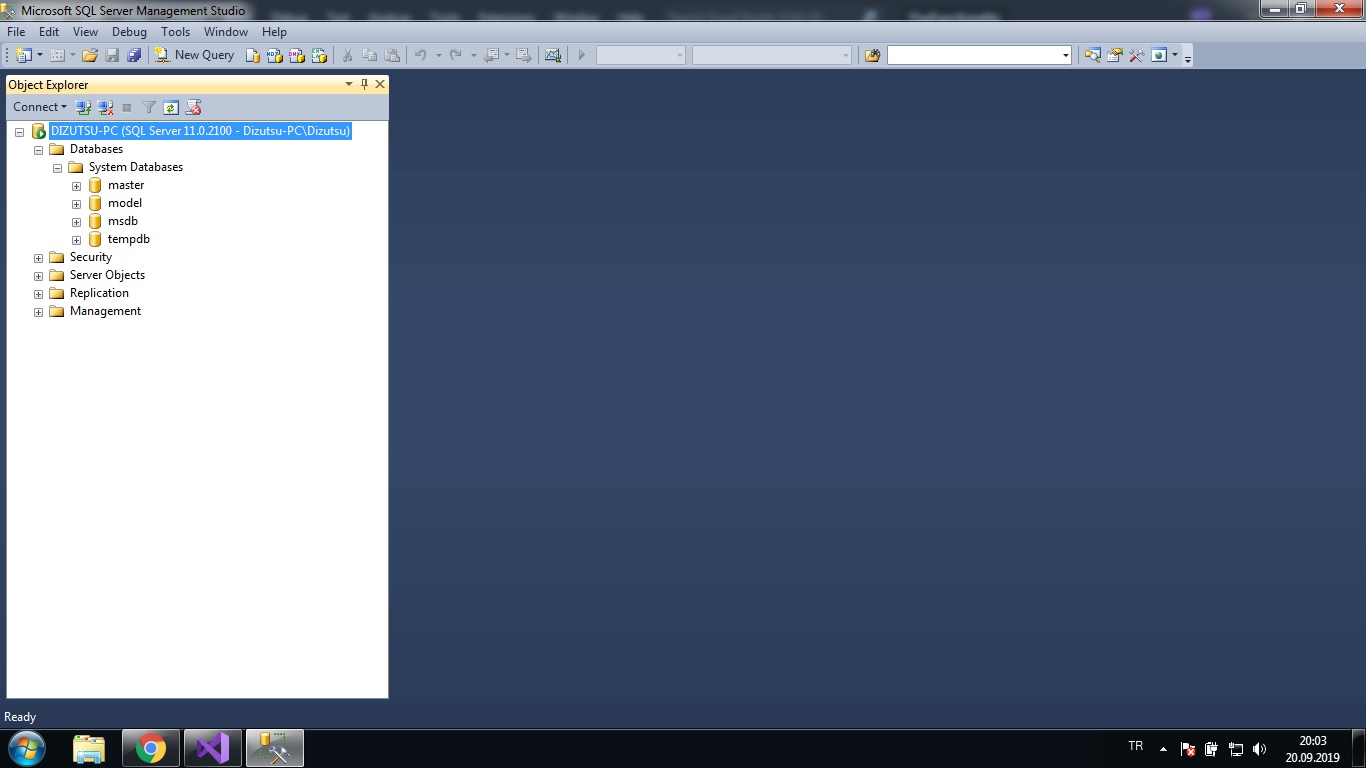 Microsoft SQL Server Management Studio
File Edit View Debug Tools Window Help
New Query
Object Explorer
Connect
DIZUTSU-PC (SQL Server 11.0.2100 - Dizutsu-PC\Dizutsu)
Databases
System Databases
master
model
msdb
tempdb
Security
Server Objects
Replication
Management
Ready
TR
20:03
20.09.2019